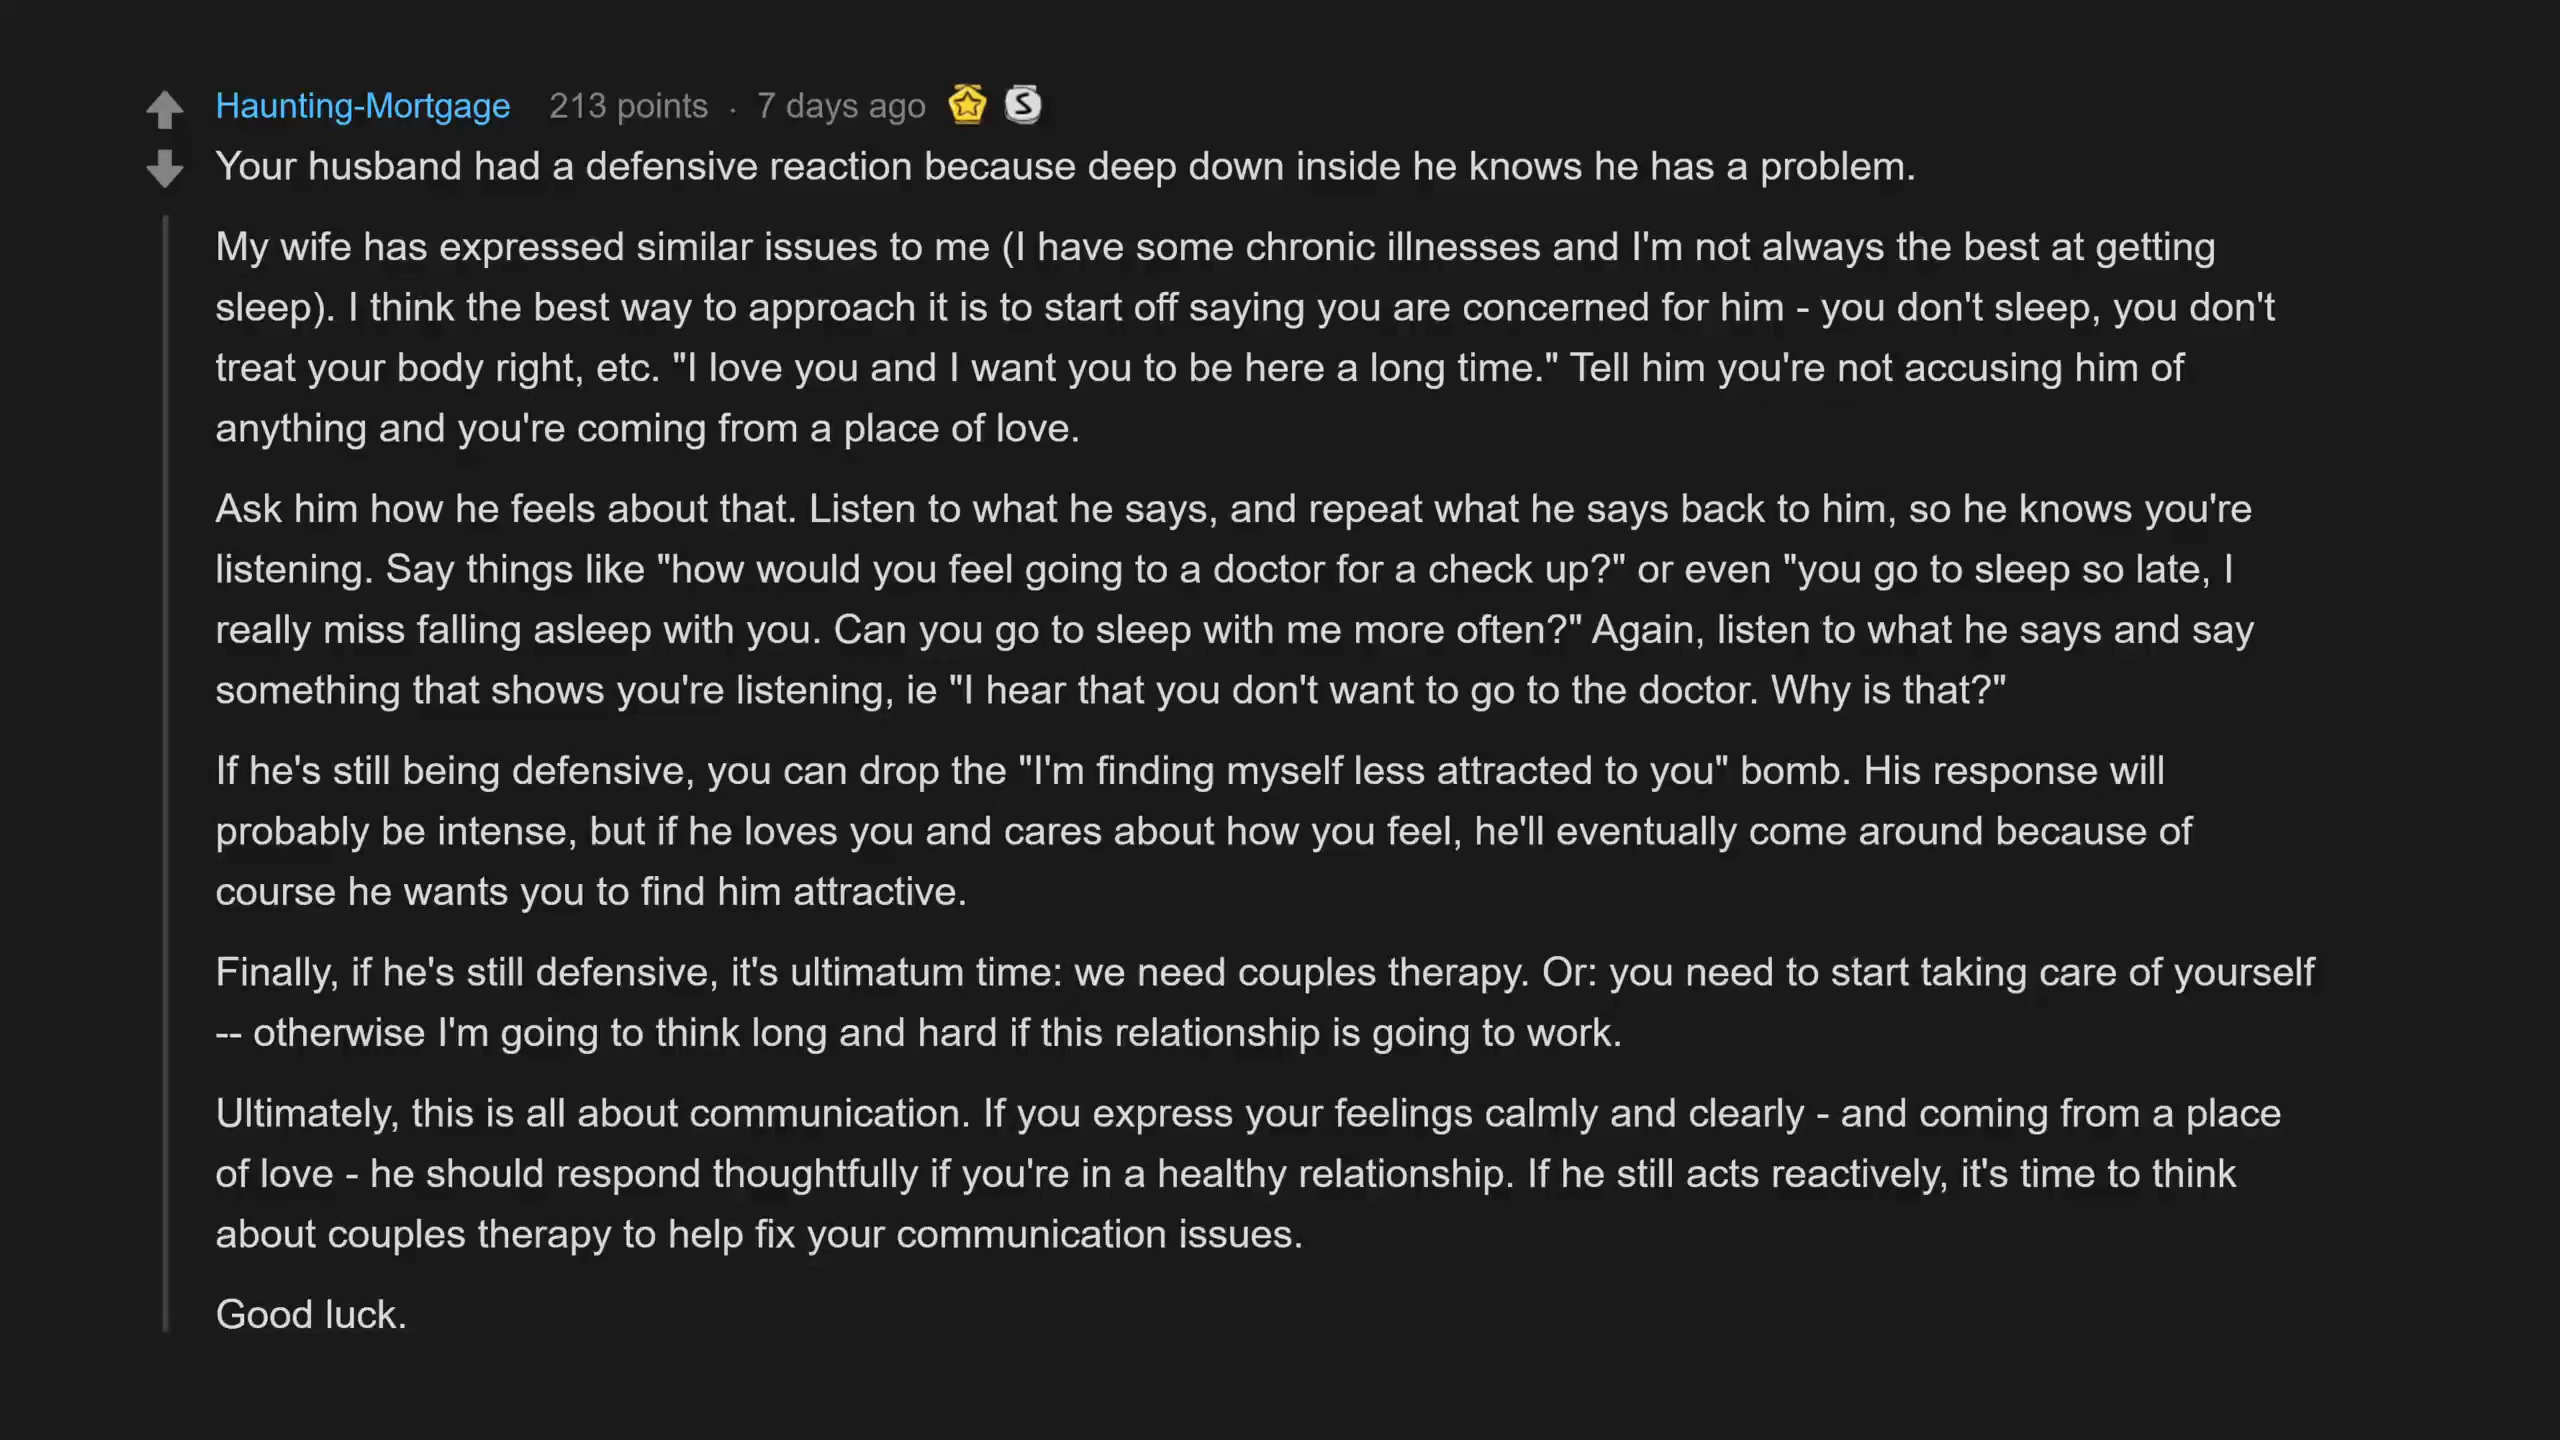 Haunting-Mortgage 213 points · 7 days ago S
Your husband had a defensive reaction because deep down inside he knows he has a problem.
My wife has expressed similar issues to me (I have some chronic illnesses and I'm not always the best at getting
sleep). I think the best way to approach it is to start off saying you are concerned for him - you don't sleep, you don't
treat your body right, etc. "I love you and I want you to be here a long time." Tell him you're not accusing him of
anything and you're coming from a place of love.
Ask him how he feels about that. Listen to what he says, and repeat what he says back to him, so he knows you're
listening. Say things like "how would you feel going to a doctor for a check up?" or even "you go to sleep so late, I
really miss falling asleep with you. Can you go to sleep with me more often?" Again, listen to what he says and say
something that shows you're listening, ie "I hear that you don't want to go to the doctor. Why is that?"
If he's still being defensive, you can drop the "I'm finding myself less attracted to you" bomb. His response will
probably be intense, but if he loves you and cares about how you feel, he'll eventually come around because of
course he wants you to find him attractive.
Finally, if he's still defensive, it's ultimatum time: we need couples therapy. Or: you need to start taking care of yourself
-- otherwise I'm going to think long and hard if this relationship is going to work.
Ultimately, this is all about communication. If you express your feelings calmly and clearly - and coming from a place
of love - he should respond thoughtfully if you're in a healthy relationship. If he still acts reactively, it's time to think
about couples therapy to help fix your communication issues.
Good luck.